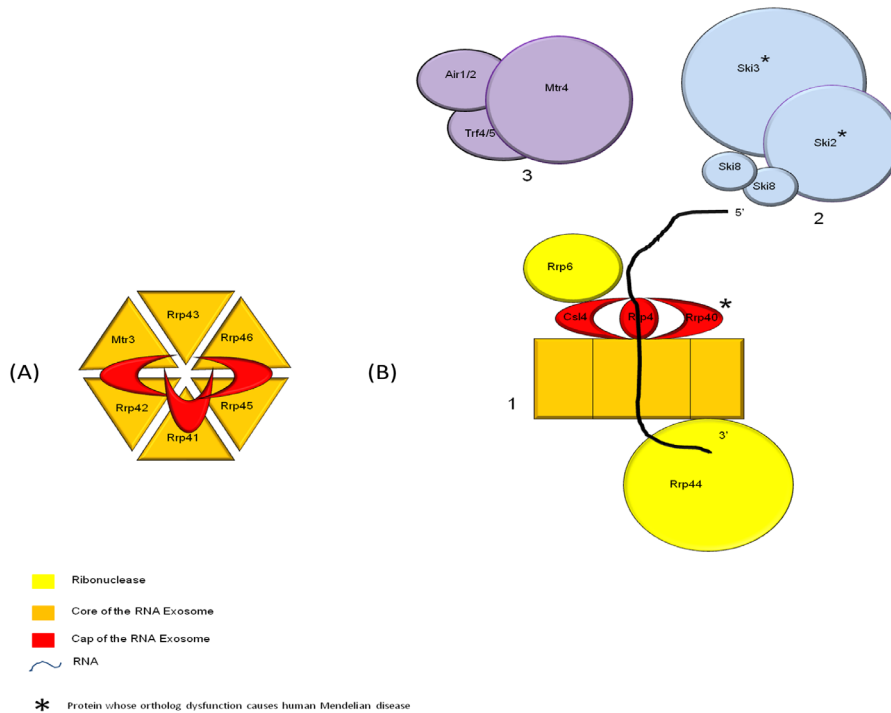 Air1/2
Mtr4
Trf4/5
3
Ski3*
Ski2*
Ski8
Ski8
2
5'
Rrp6
Csl4
Rrp4
Rrp40
*
(A)
Rrp43
Mtr3
Rrp46
Rrp42
Rrp45
Rrp41
(B)
1
3'
Rrp44
Ribonuclease
Core of the RNA Exosome
Cap of the RNA Exosome
RNA
* Protein whose ortholog dysfunction causes human Mendelian disease